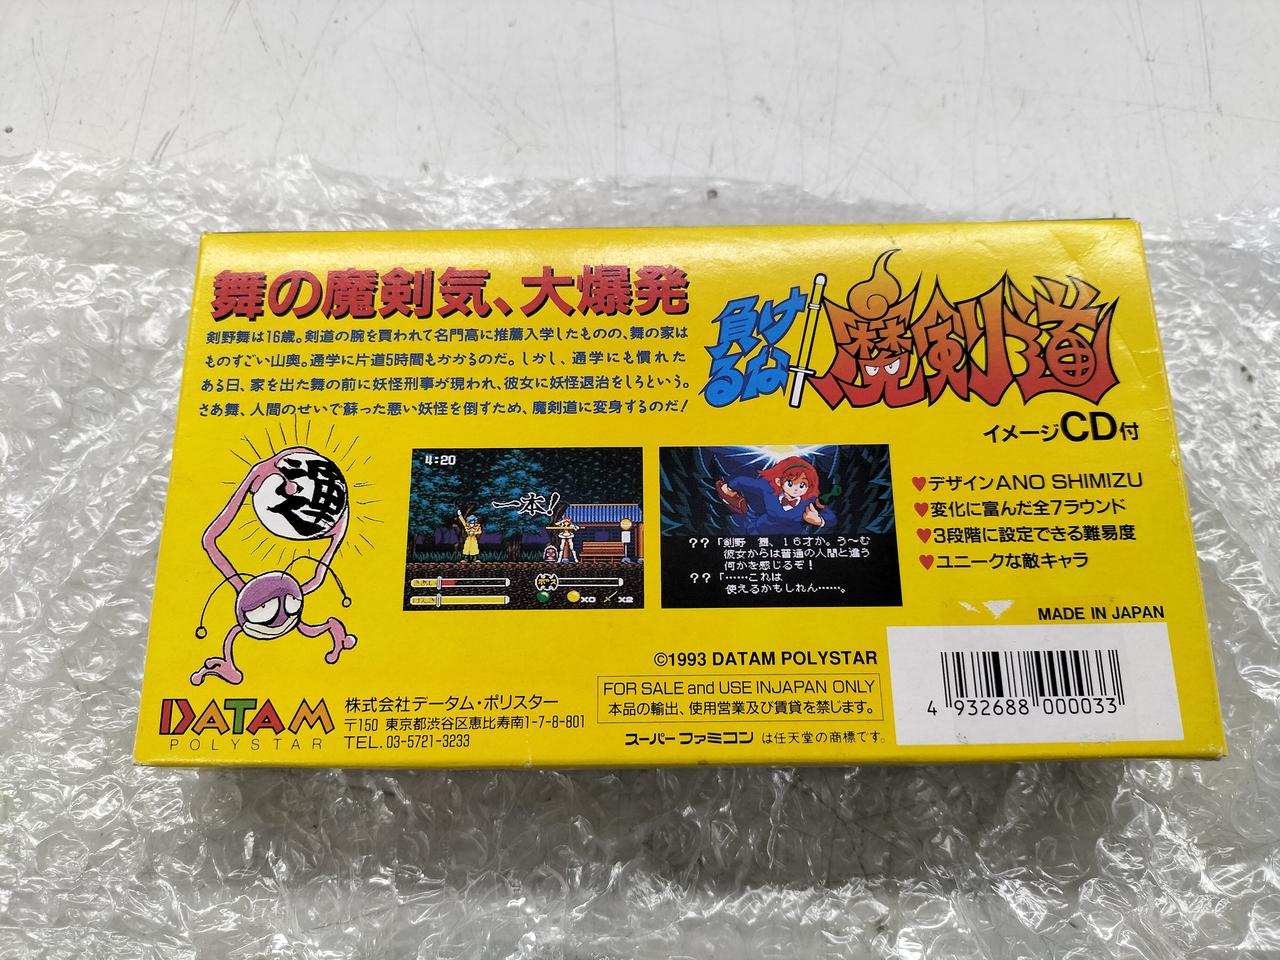 舞の魔剣気、大爆発
剣野舞は16歳。剣道の腕を買われて名門高に推薦入学したものの、舞の家は
ものすごい山奥。通学に片道5時間もかかるのだ。しかし、通学にも慣れた
ある日、家を出た舞の前に妖怪刑事が現われ、彼女に妖怪退治をしろという。
さあ舞、人間のせいで蘇った悪い妖怪を倒すため、魔剣道に変身するのだ!
負けるな
魔剣道
イメージCD付
♥デザインANO SHIMIZU
♥変化に富んだ全7ラウンド
♥3段階に設定できる難易度
♥ユニークな敵キャラ
運
4:20
一本!
ボス
×0
×2
??「剣野 舞、16才か。う〜む
彼女からは普通の人間と違う
何かを感じるぞ!
??「……これは
使えるかもしれん……。
MADE IN JAPAN
©1993 DATAM POLYSTAR
FOR SALE and USE INJAPAN ONLY
本品の輸出、使用営業及び賃貸を禁じます。
スーパーファミコン は任天堂の商標です。
4 932688 000033
DATAM
POLYSTAR
株式会社データム・ポリスター
〒150 東京都渋谷区恵比寿南1-7-8-801
TEL. 03-5721-3233